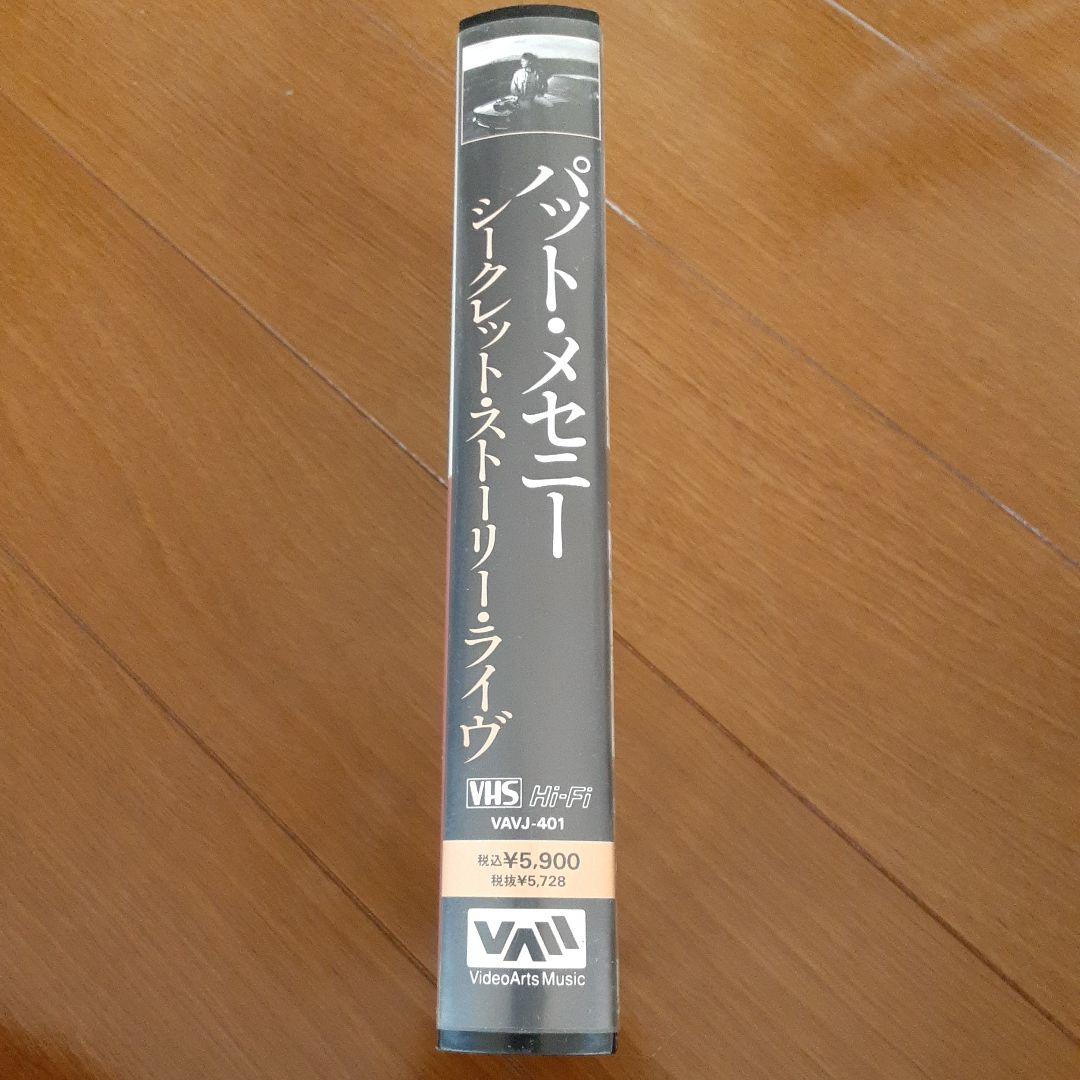 パット・メセニー
シークレット・ストーリー・ライヴ
VHS Hi-Fi
VAVJ-401
税込¥5,900
税抜¥5,728
VAM
VideoArts Music